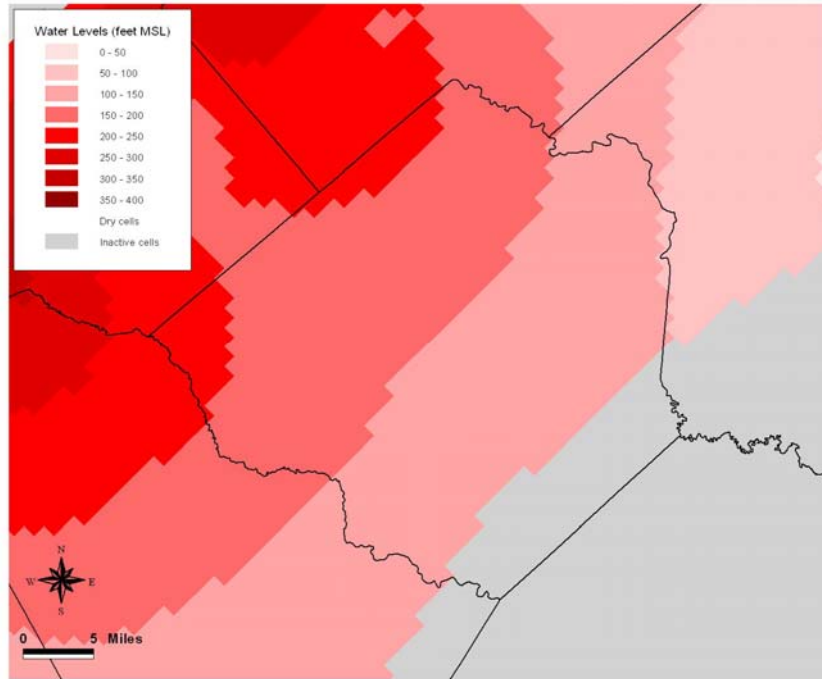 Water Levels (feet MSL)
0 - 50
50 - 100
100 - 150
150 - 200
200 - 250
250 - 300
300 - 350
350 - 400
Dry cells
Inactive cells
N
W E
S
0 5 Miles